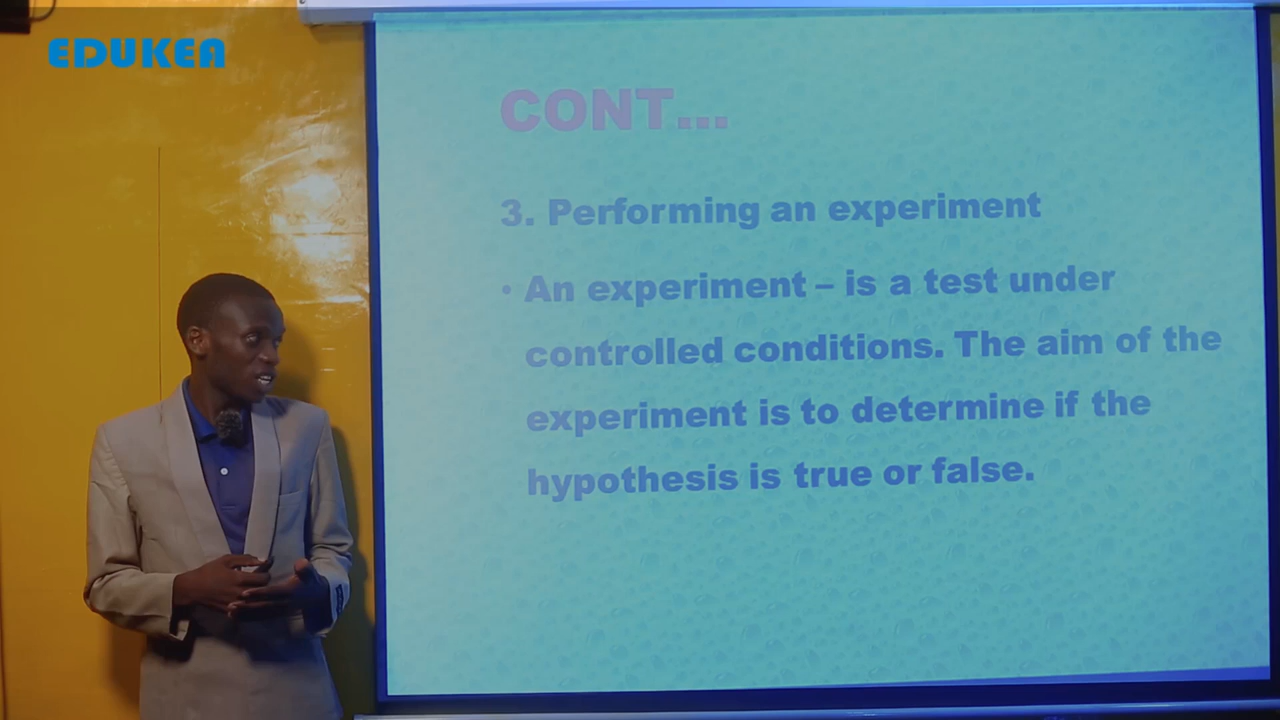 EDUKEA
CONT...
3. Performing an experiment
• An experiment – is a test under
controlled conditions. The aim of the
experiment is to determine if the
hypothesis is true or false.